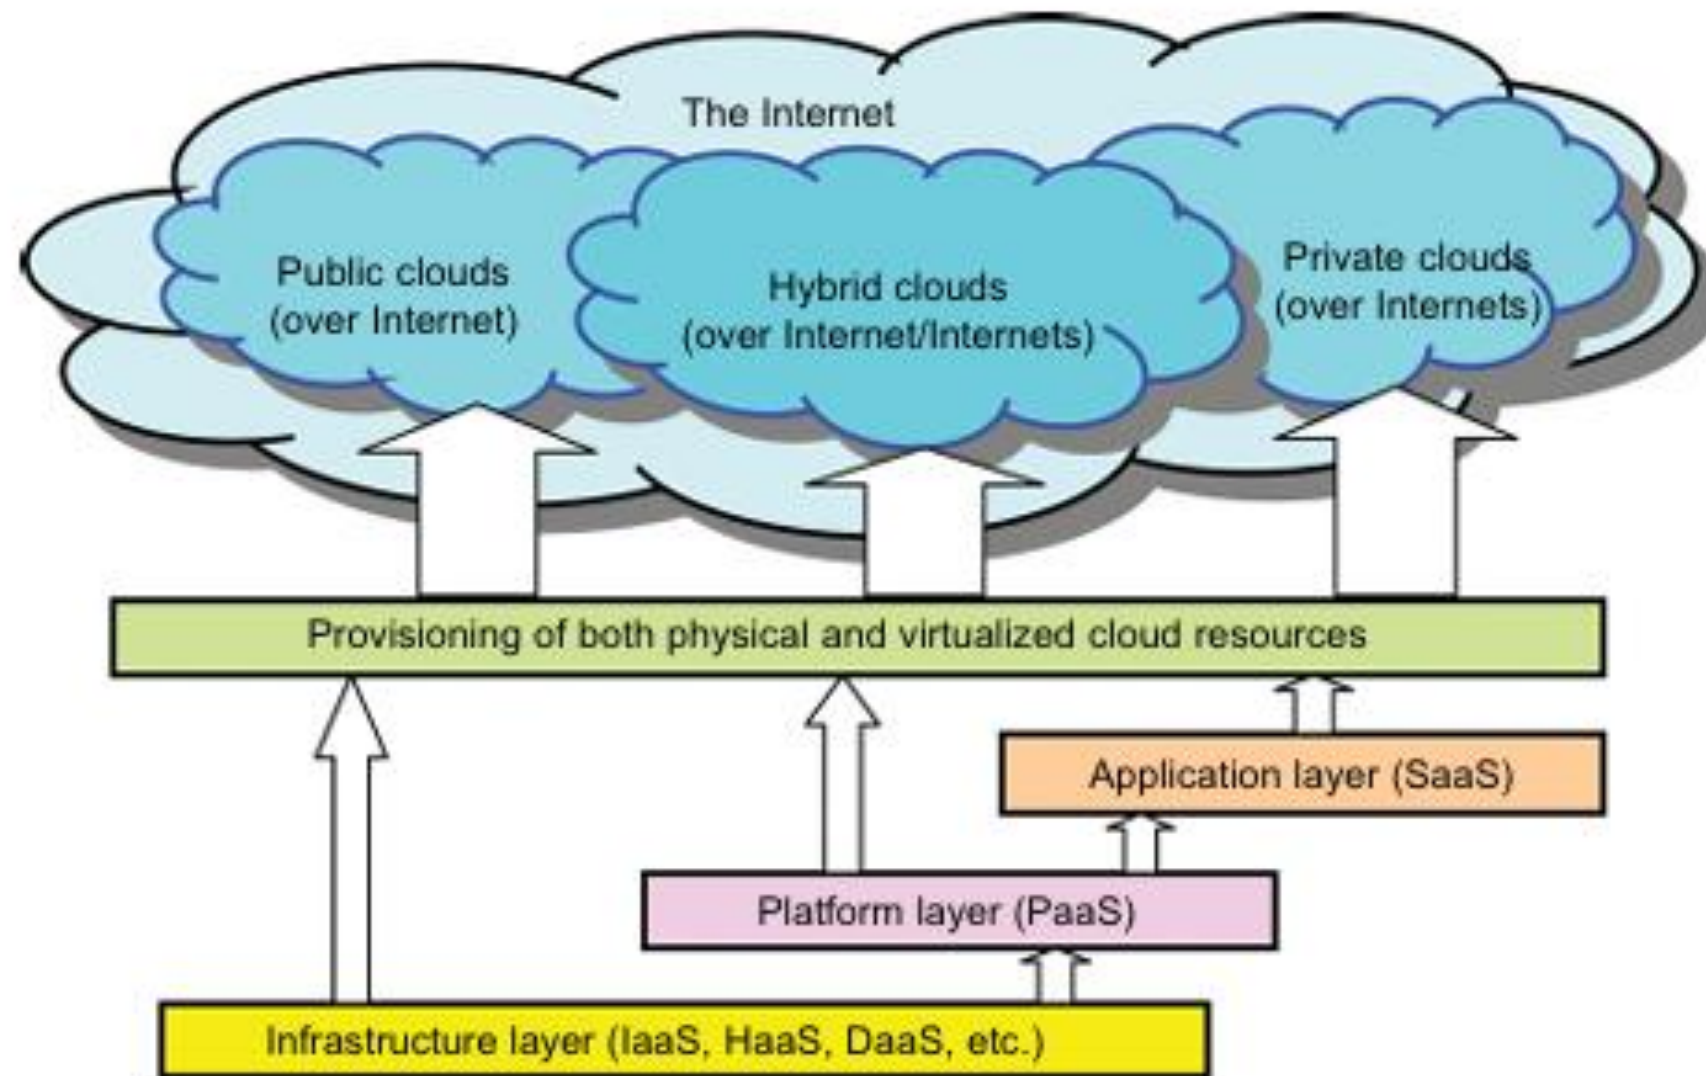 The Internet
Public clouds
(over Internet)
Hybrid clouds
(over Internet/Internets)
Private clouds
(over Internets)
Provisioning of both physical and virtualized cloud resources
Application layer (SaaS)
Platform layer (PaaS)
Infrastructure layer (IaaS, HaaS, DaaS, etc.)